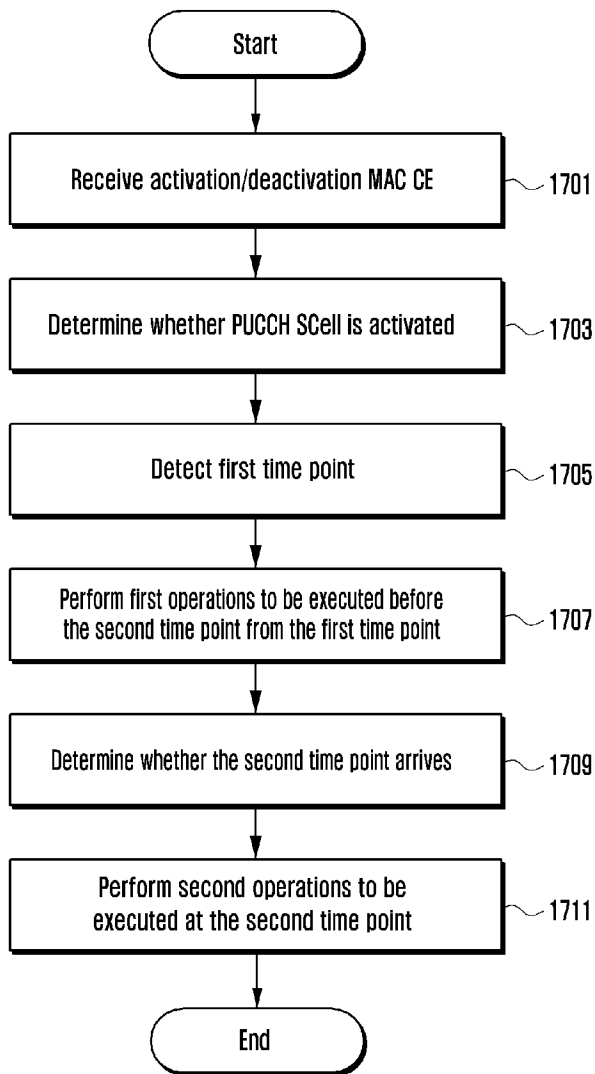 Start
Receive activation/deactivation MAC CE
1701
Determine whether PUCCH SCell is activated
1703
Detect first time point
1705
Perform first operations to be executed before
the second time point from the first time point
1707
Determine whether the second time point arrives
1709
Perform second operations to be
executed at the second time point
1711
End